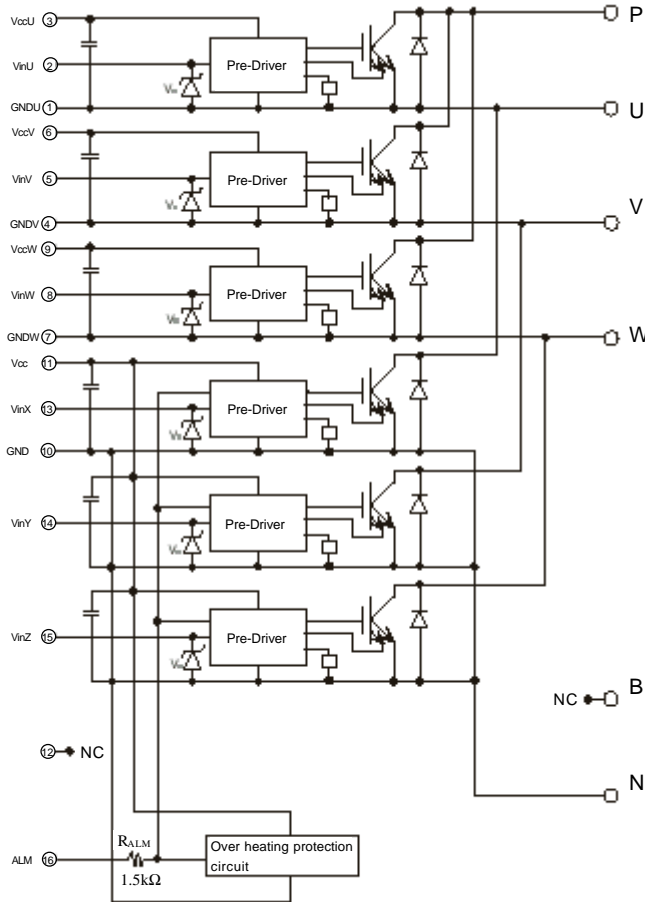 VccU ③ P
VinU ② Pre-Driver
GNDU ① U
VccV ⑥
VinV ⑤ Pre-Driver
GNDV ④ V
VccW ⑨
VinW ⑧ Pre-Driver
GNDW ⑦ W
Vcc ⑪
VinX ⑬ Pre-Driver
GND ⑩
VinY ⑭ Pre-Driver
VinZ ⑮ Pre-Driver
NC B
⑫ NC
N
RALM
ALM ⑯ Over heating protection
circuit
1.5kΩ